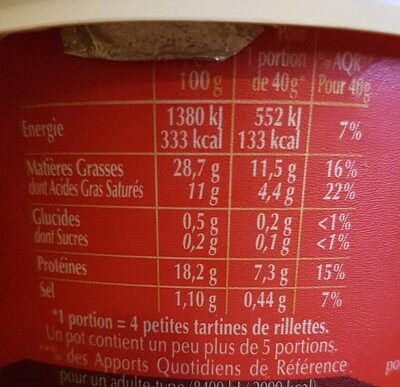 Pour
100g 1 portion de 40g* **AQR Pour 40g
Energie 1380 kJ 552 kJ 7%
333 kcal 133 kcal
Matières Grasses 28,7 g 11,5 g 16%
dont Acides Gras Saturés 11 g 4,4 g 22%
Glucides 0,5 g 0,2 g <1%
dont Sucres 0,2 g 0,1 g <1%
Protéines 18,2 g 7,3 g 15%
Sel 1,10 g 0,44 g 7%
*1 portion = 4 petites tartines de rillettes.
Un pot contient un peu plus de 5 portions.
**% des Apports Quotidiens de Référence
pour un adulte-type (8400 kJ / 2000 kcal)